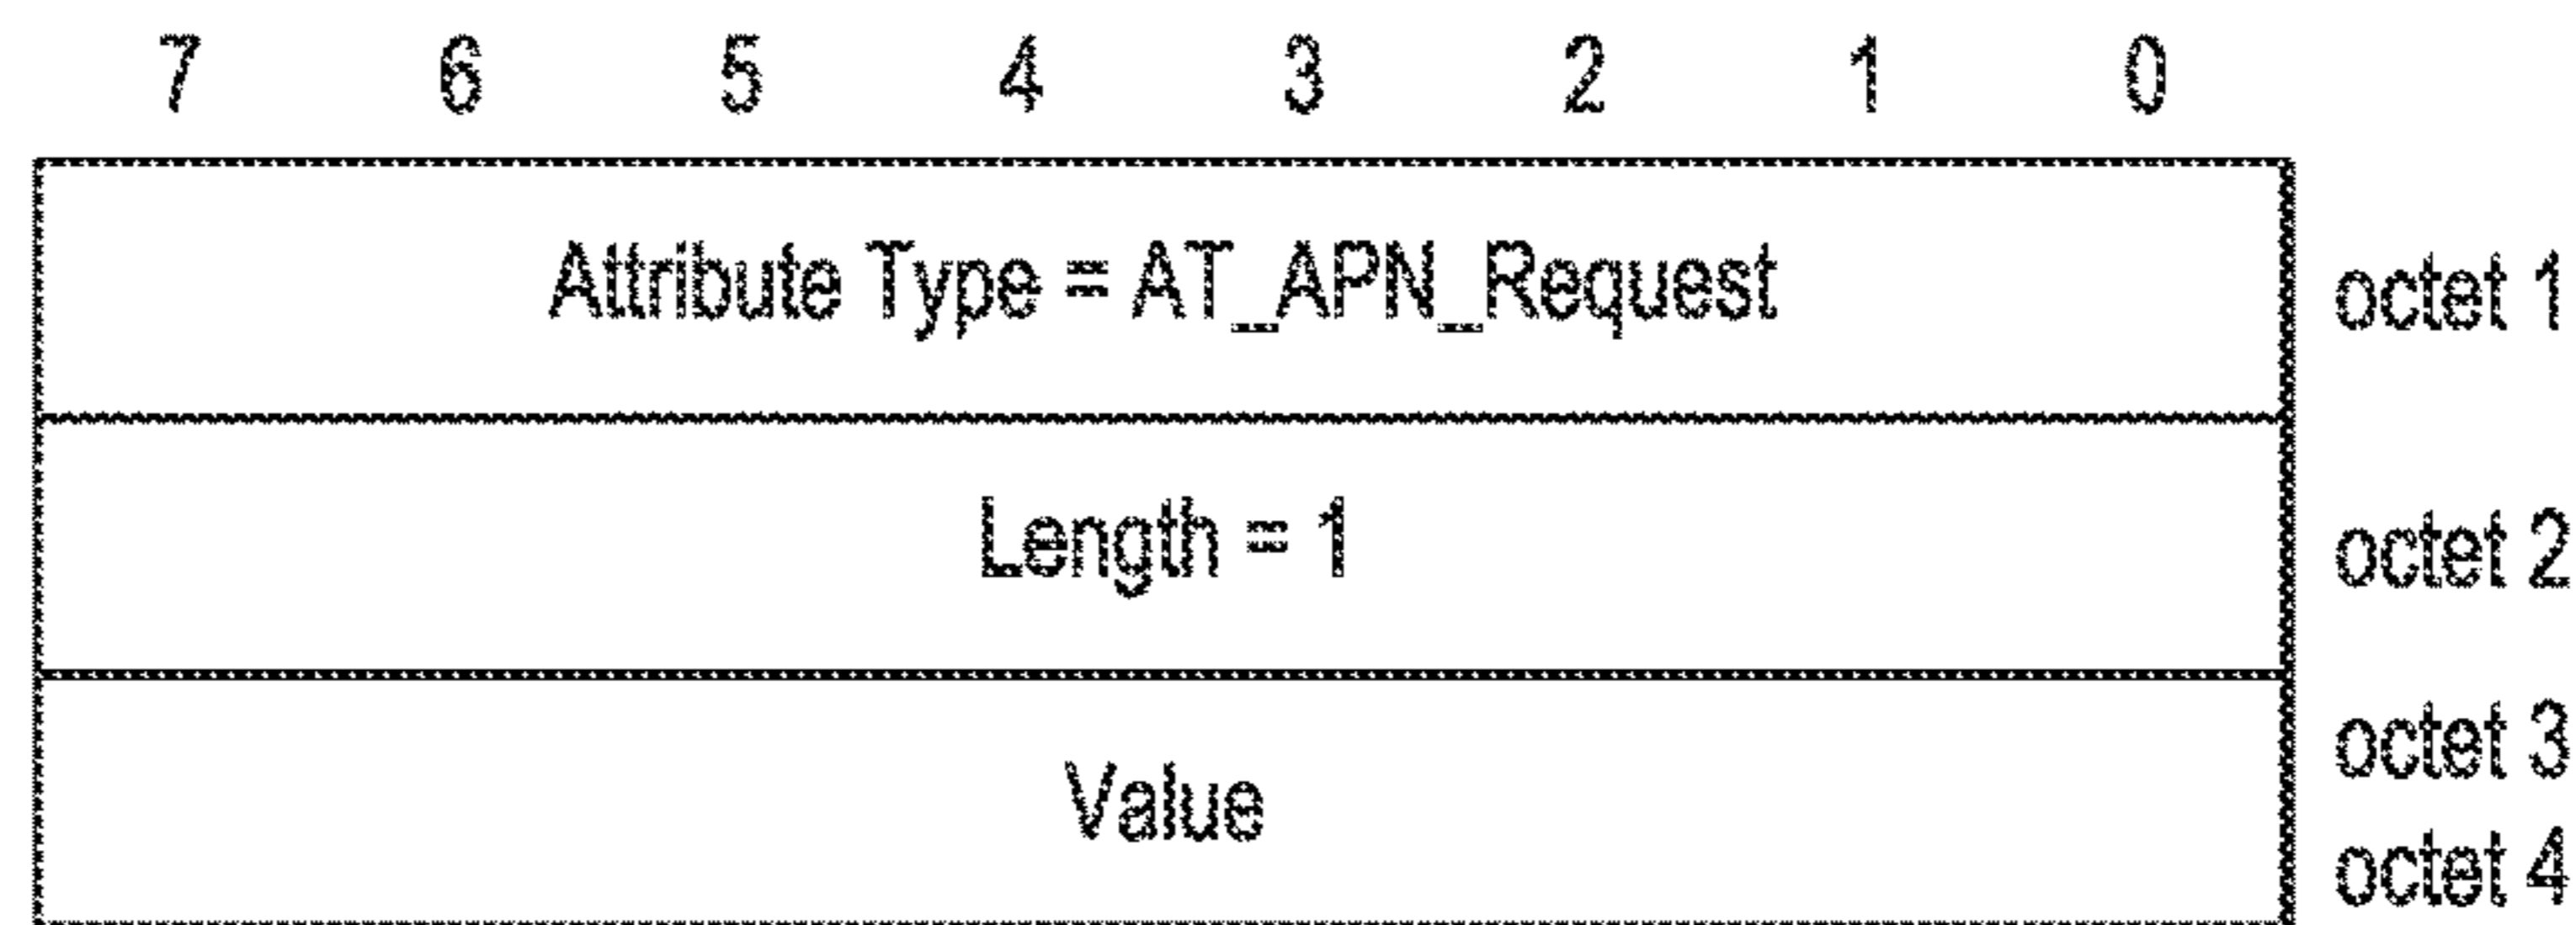 7 6 5 4 3 2 1 0
Attribute Type = AT_APN_Request octet 1
Length = 1 octet 2
octet 3
Value
octet 4